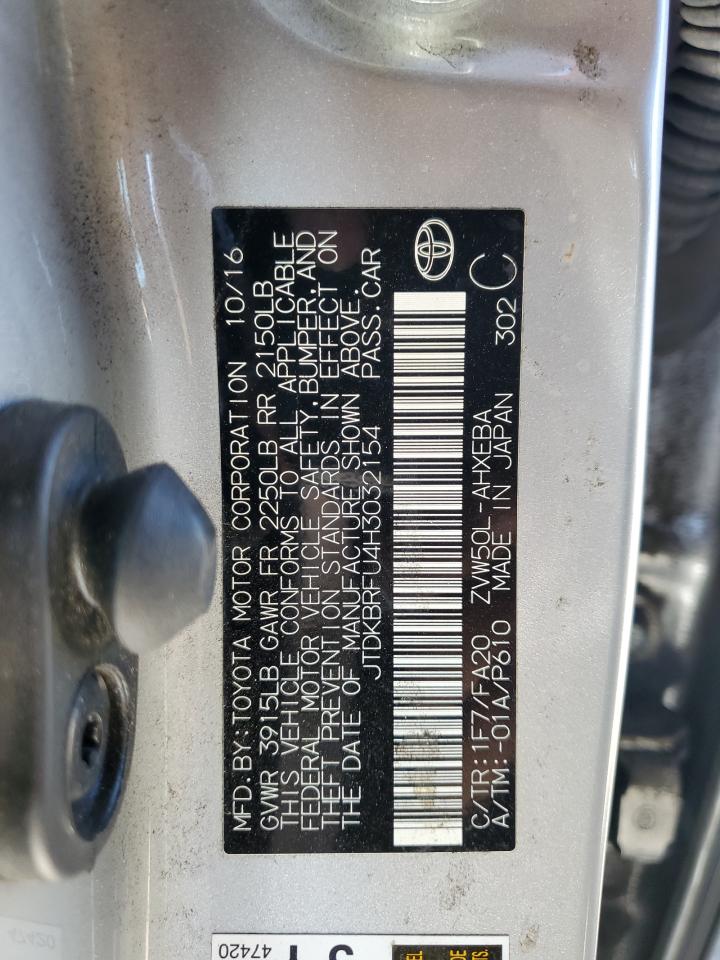 MFD.BY:TOYOTA MOTOR CORPORATION 10/16
GVWR 3915LB GAWR FR 2250LB RR 2150LB
THIS VEHICLE CONFORMS TO ALL APPLICABLE
FEDERAL MOTOR VEHICLE SAFETY,BUMPER,AND
THEFT PREVENTION STANDARDS IN EFFECT ON
THE DATE OF MANUFACTURE SHOWN ABOVE.
JTDKBRFU4H3032154 PASS.CAR
C/TR:1F7/FA20 ZVW50L-AHXEBA
A/TM:-01A/P610 MADE IN JAPAN 302 C
47420
47420